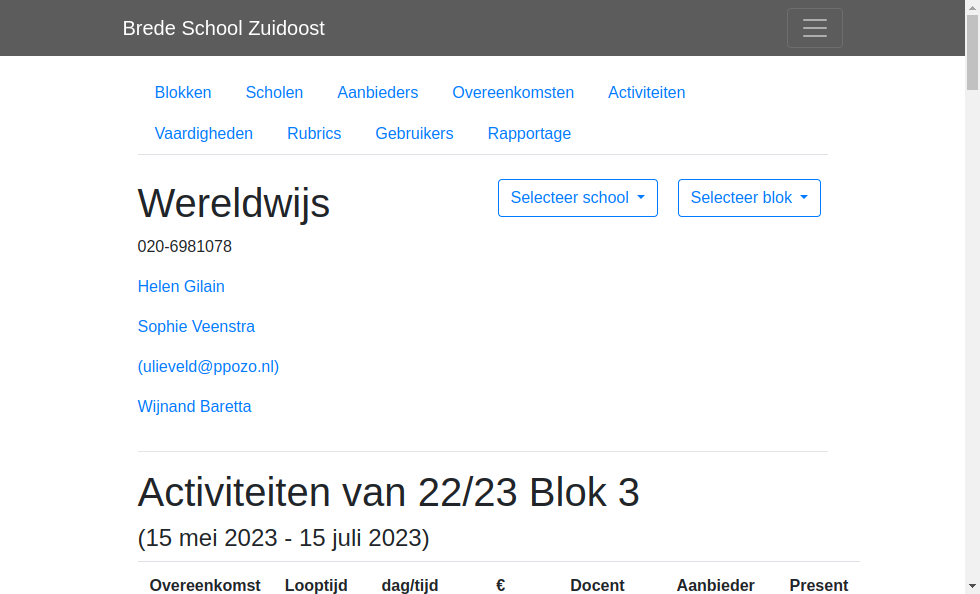 Brede School Zuidoost
Blokken Scholen Aanbieders Overeenkomsten Activiteiten
Vaardigheden Rubrics Gebruikers Rapportage
Wereldwijs Selecteer school Selecteer blok
020-6981078
Helen Gilain
Sophie Veenstra
(ulieveld@ppozo.nl)
Wijnand Baretta
Activiteiten van 22/23 Blok 3
(15 mei 2023 - 15 juli 2023)
Overeenkomst Looptijd dag/tijd € Docent Aanbieder Present